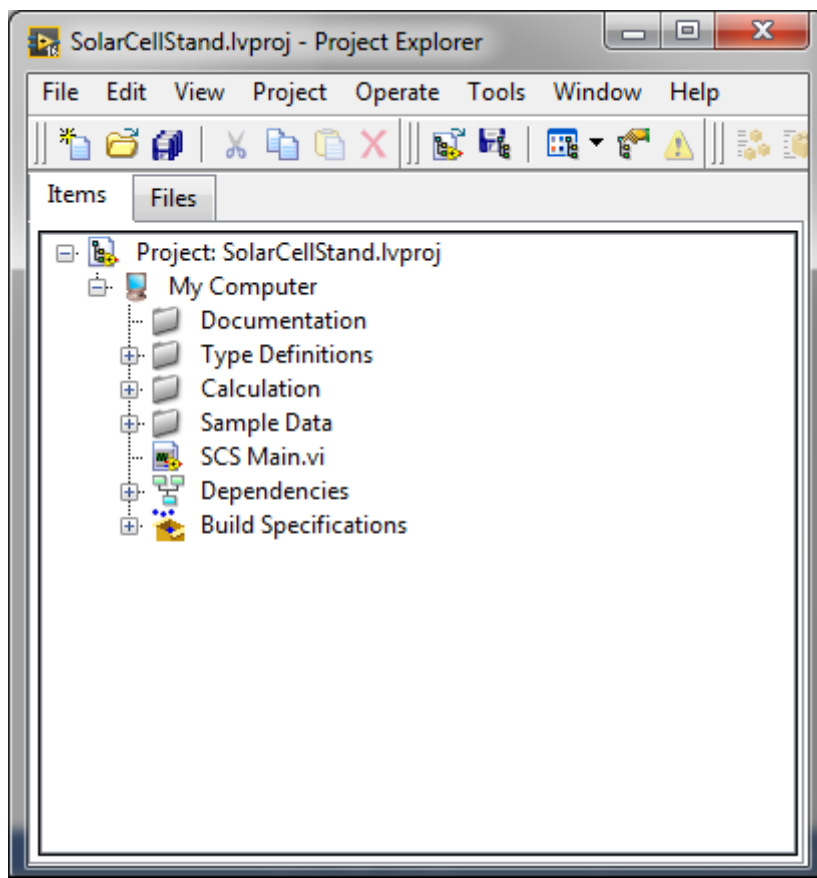 SolarCellStand.lvproj - Project Explorer
File Edit View Project Operate Tools Window Help
Items Files
Project: SolarCellStand.lvproj
My Computer
Documentation
Type Definitions
Calculation
Sample Data
SCS Main.vi
Dependencies
Build Specifications